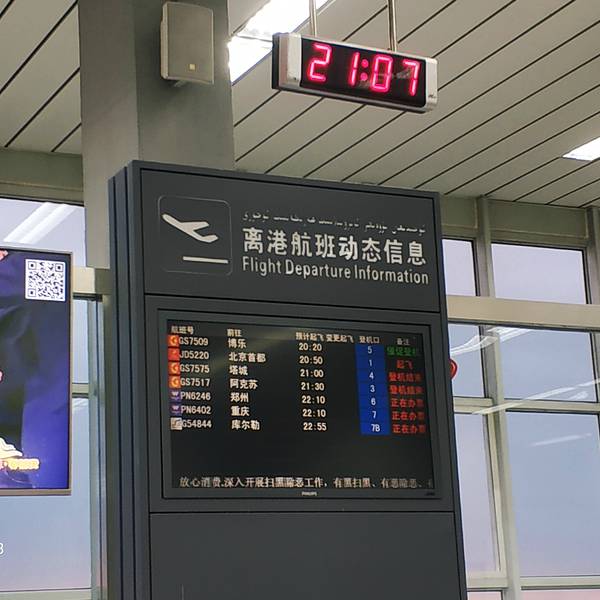 21:07
离港航班动态信息
Flight Departure Information
航班号 前往 预计起飞 变更起飞 登机口 备注
GS7509 博乐 20:20 5 催促登机
JD5220 北京首都 20:50 1 起飞
GS7575 塔城 21:00 4 登机结束
GS7517 阿克苏 21:30 3 登机结束
PN6246 郑州 22:10 6 正在办票
PN6402 重庆 22:10 7 正在办票
G54844 库尔勒 22:55 7B 正在办票
放心消费,深入开展扫黑除恶工作，有黑扫黑、有恶除恶、
PHILIPS